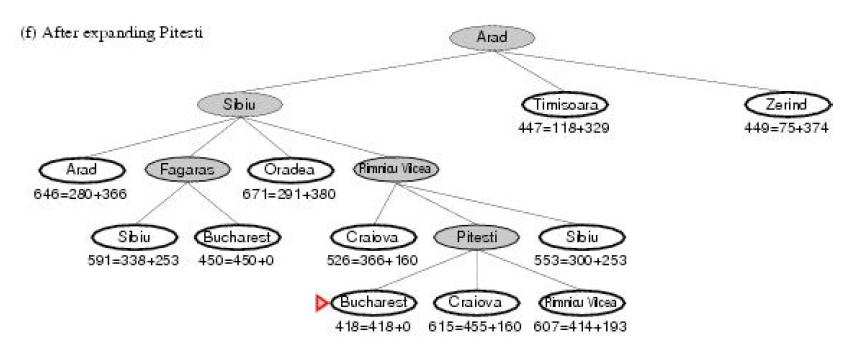 (f) After expanding Pitesti
Arad
Sibiu
Timisoara
447=118+329
Zerind
449=75+374
Arad
646=280+366
Fagaras
Oradea
671=291+380
Rimnicu Vilcea
Sibiu
591=338+253
Bucharest
450=450+0
Craiova
526=366+160
Pitesti
Sibiu
553=300+253
Bucharest
418=418+0
Craiova
615=455+160
Rimnicu Vilcea
607=414+193